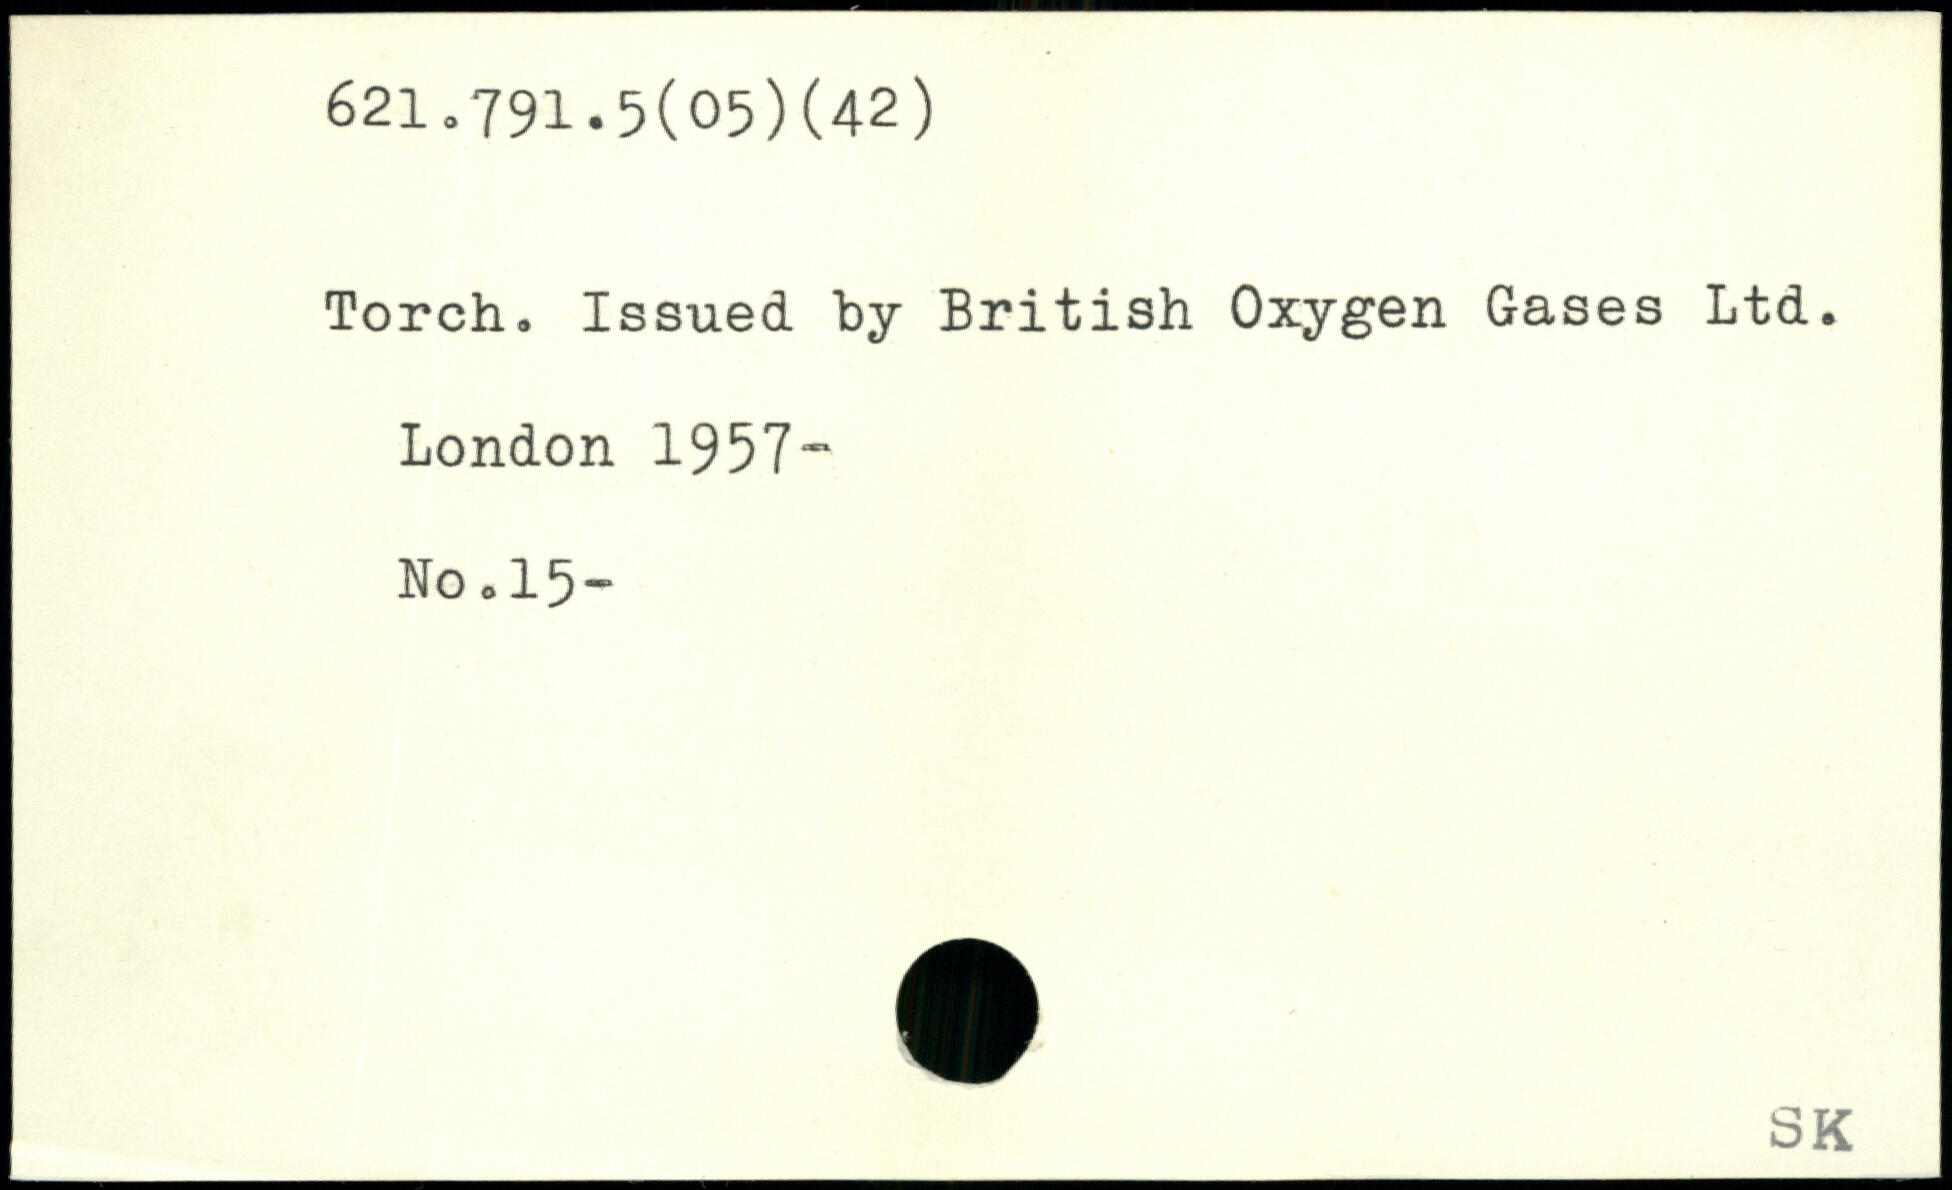 621.791.5(05)(42)
Torch. Issued by British Oxygen Gases Ltd.
London 1957-
No.15-
SK